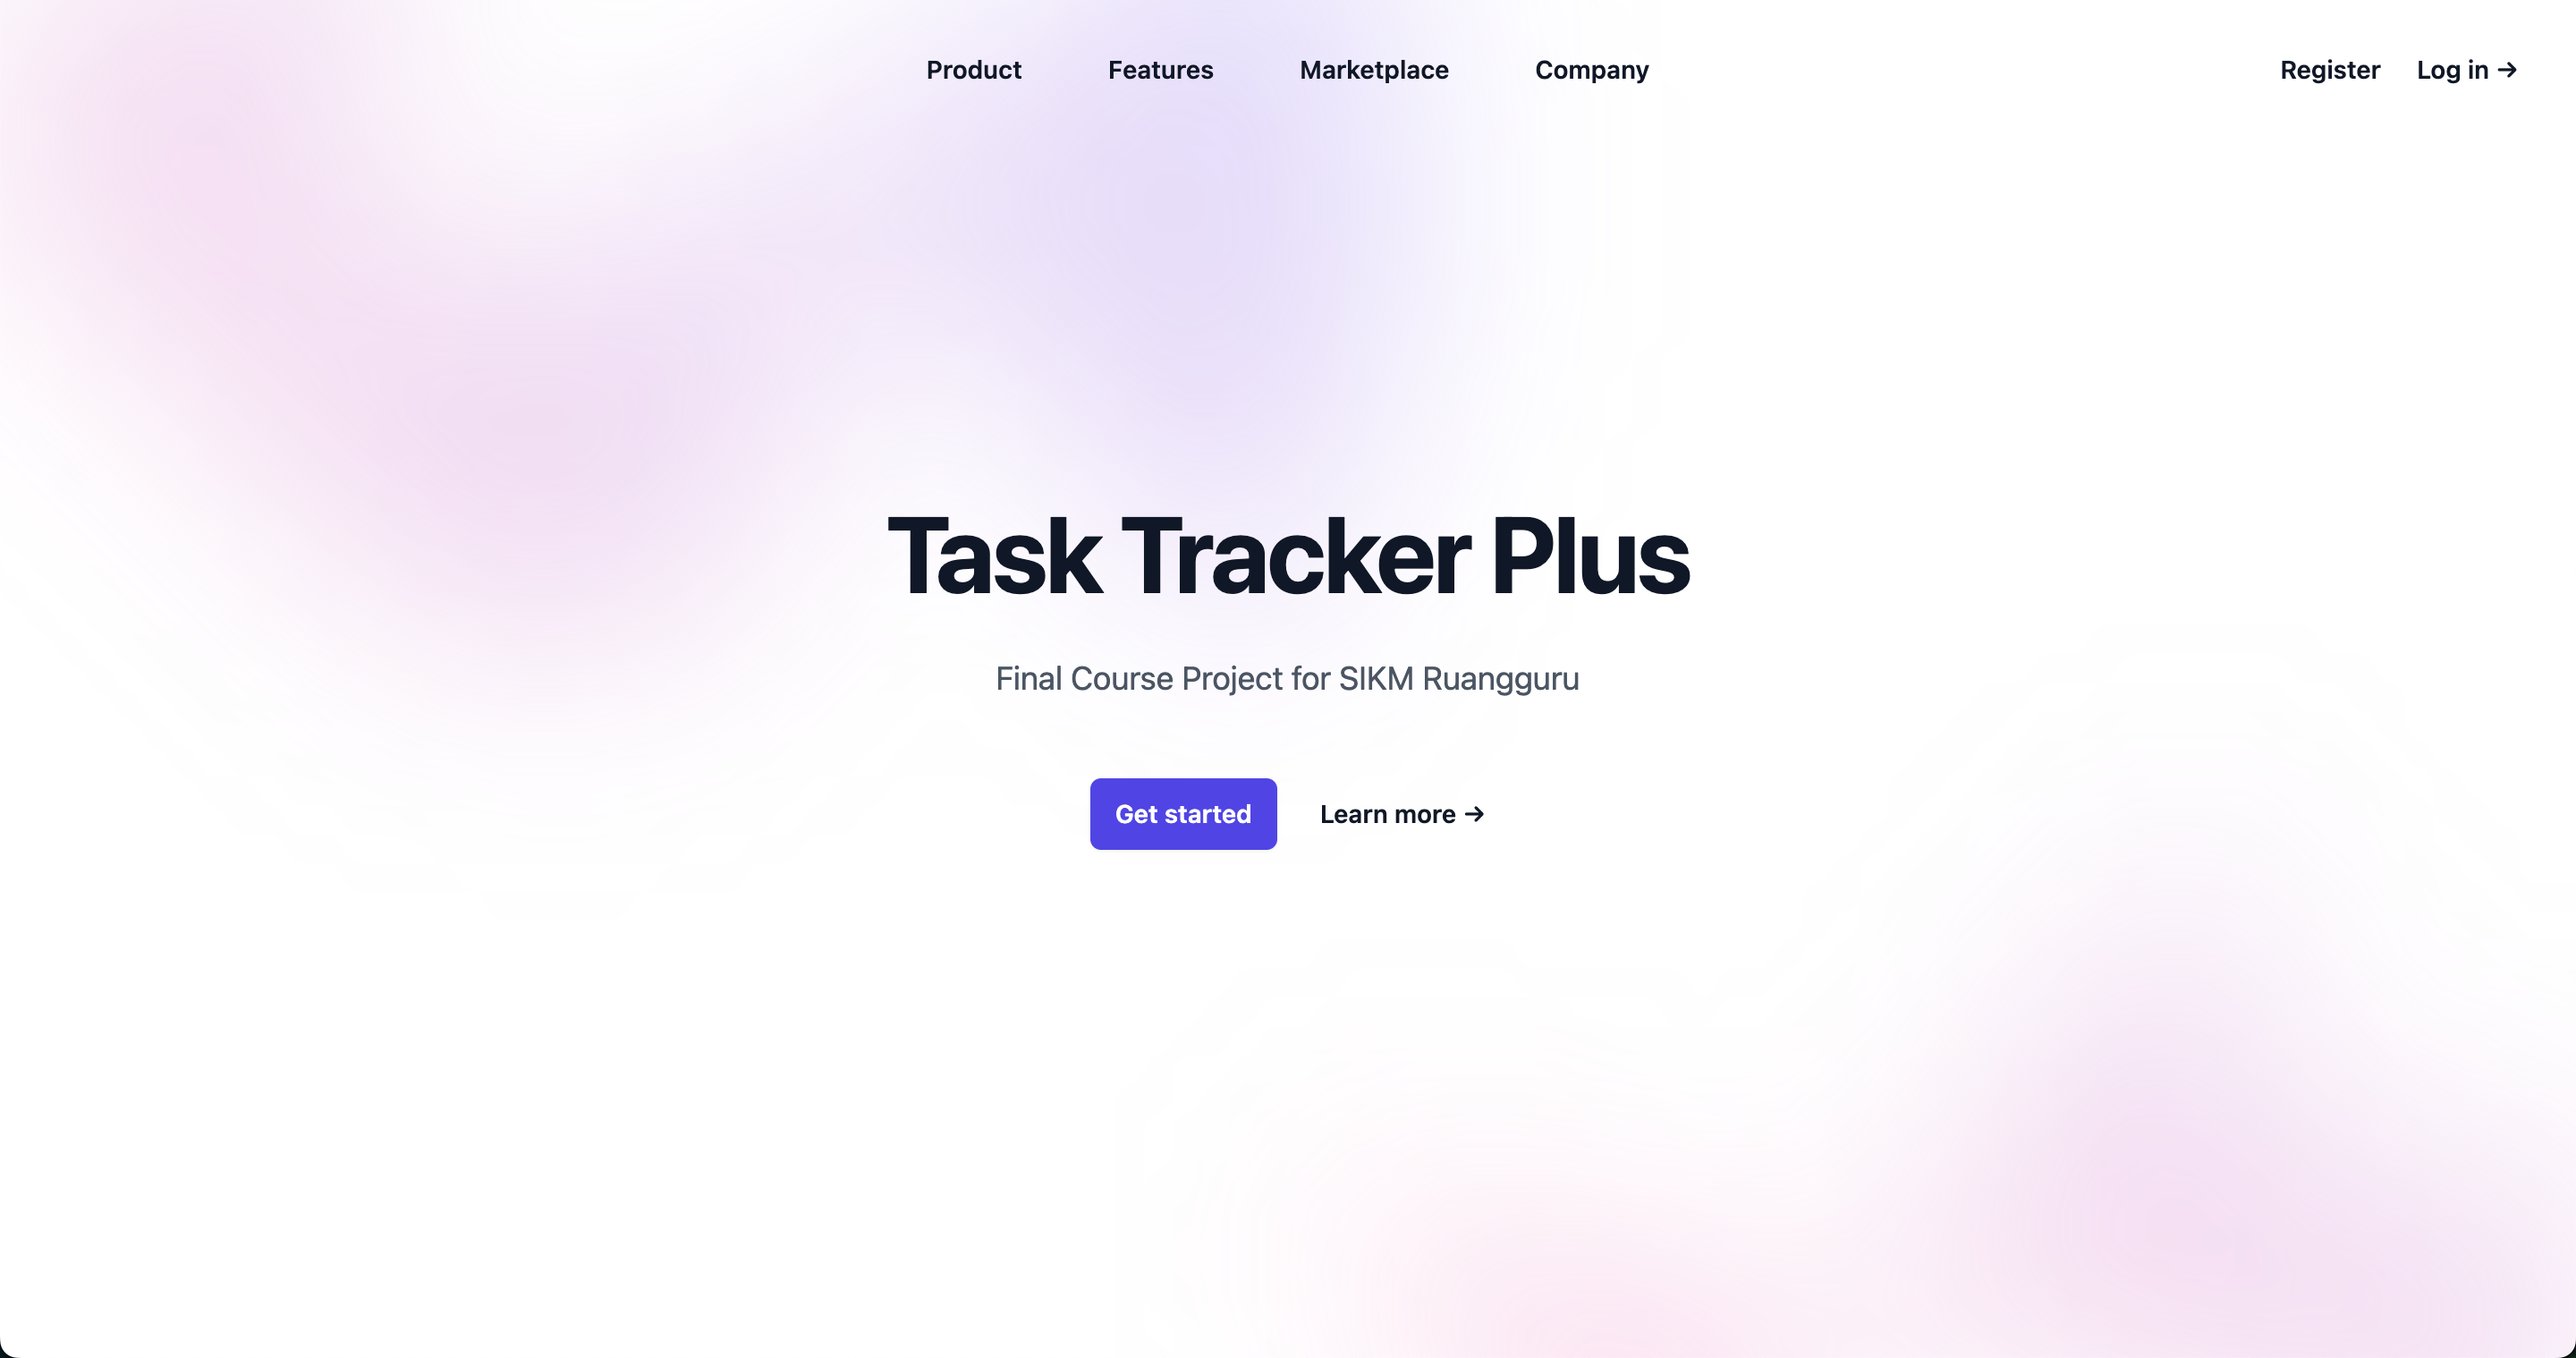 Product Features Marketplace Company Register Log in →
Task Tracker Plus
Final Course Project for SIKM Ruangguru
Get started Learn more →